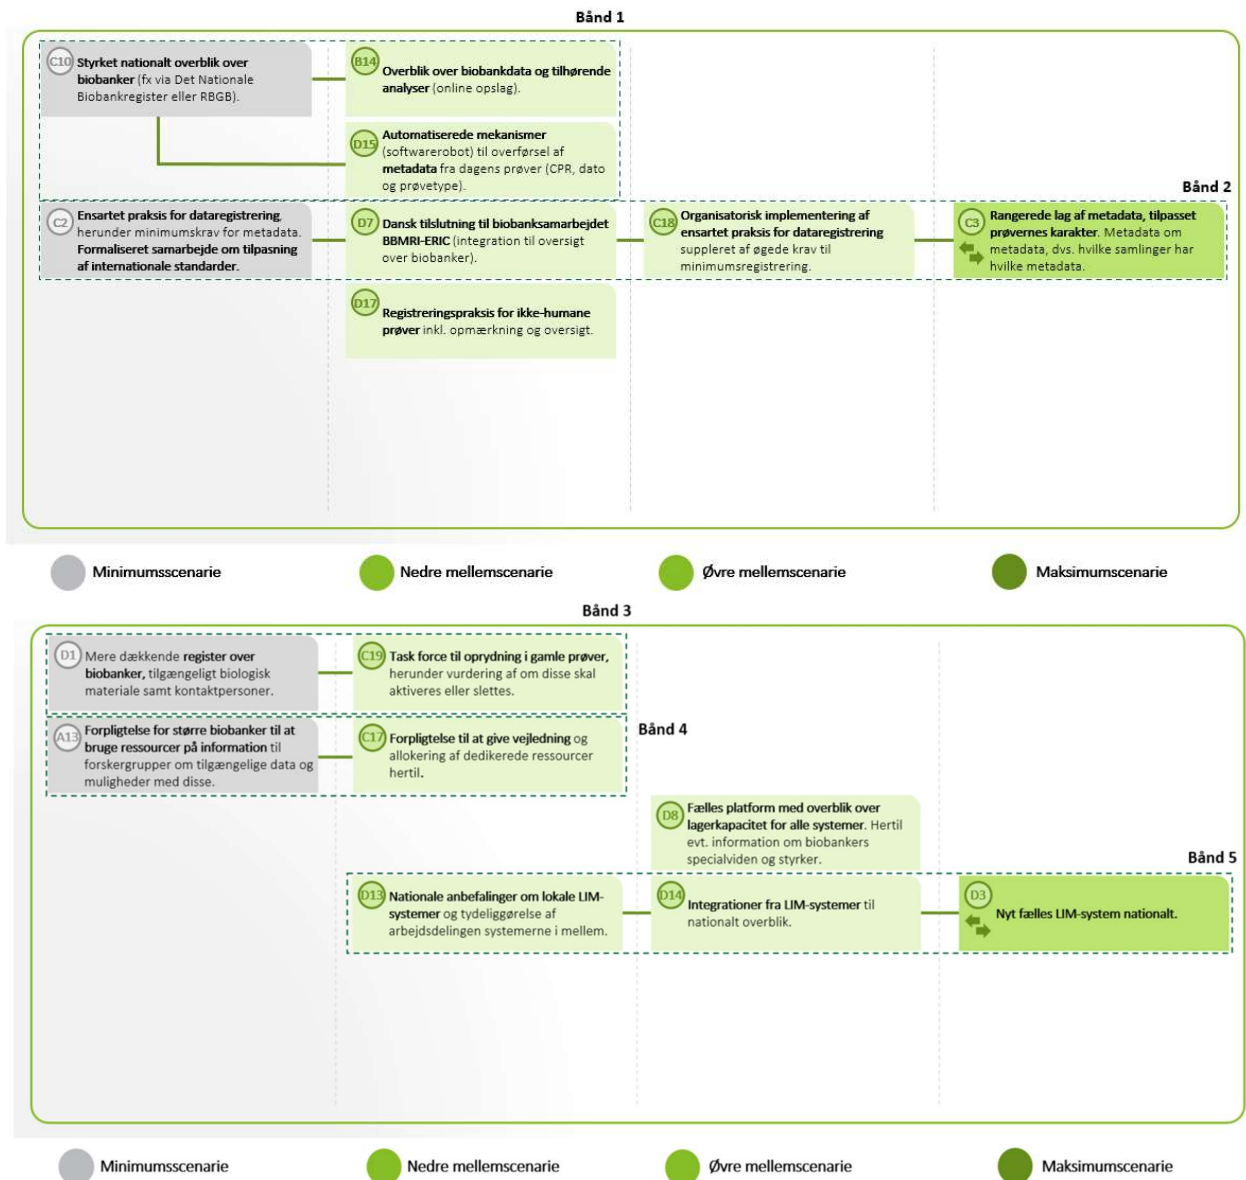 Bånd 1
C10 Styrket nationalt overblik over
biobanker (fx via Det Nationale
Biobankregister eller RBGB).
B14 Overblik over biobankdata og tilhørende
analyser (online opslag).
D15 Automatiserede mekanismer
(softwarerobot) til overførsel af
metadata fra dagens prøver (CPR, dato
og prøvetype).
Bånd 2
C2 Ensartet praksis for dataregistrering,
herunder minimumskrav for metadata.
Formaliseret samarbejde om tilpasning
af internationale standarder.
D7 Dansk tilslutning til biobanksamarbejdet
BBMRI-ERIC (integration til oversigt
over biobanker).
C18 Organisatorisk implementering af
ensartet praksis for dataregistrering
suppleret af øgede krav til
minimumsregistrering.
C3 Rangerede lag af metadata, tilpasset
prøvernes karakter. Metadata om
metadata, dvs. hvilke samlinger har
hvilke metadata.
D17 Registreringspraksis for ikke-humane
prøver inkl. opmærkning og oversigt.
Minimumsscenarie
Nedre mellemscenarie
Øvre mellemscenarie
Maksimumscenarie
Bånd 3
D1 Mere dækkende register over
biobanker, tilgængeligt biologisk
materiale samt kontaktpersoner.
C19 Task force til oprydning i gamle prøver,
herunder vurdering af om disse skal
aktiveres eller slettes.
A13 Forpligtelse for større biobanker til at
bruge ressourcer på information til
forskergrupper om tilgængelige data og
muligheder med disse.
C17 Forpligtelse til at give vejledning og
allokering af dedikerede ressourcer
hertil.
Bånd 4
D8 Fælles platform med overblik over
lagerkapacitet for alle systemer. Hertil
evt. information om biobankers
specialviden og styrker.
Bånd 5
D13 Nationale anbefalinger om lokale LIM-
systemer og tydeliggørelse af
arbejdsdelingen systemerne i mellem.
D14 Integrationer fra LIM-systemer til
nationalt overblik.
D3 Nyt fælles LIM-system nationalt.
Minimumsscenarie
Nedre mellemscenarie
Øvre mellemscenarie
Maksimumscenarie